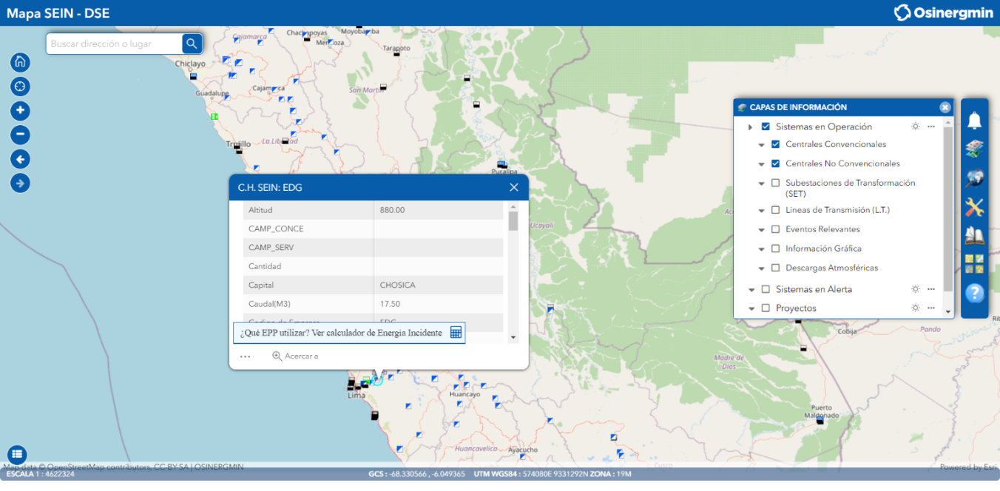 Mapa SEIN - DSE
Osinergmin
Buscar dirección o lugar
Cajamarca
Chachapoyas
Moyobamba
Mendoza
Tarapoto
Chiclayo
Guadalupe
Cajamarca
San Martín
Trujillo
La Libertad
Pucallpa
Ucayali
CAPAS DE INFORMACIÓN
Sistemas en Operación
Centrales Convencionales
Centrales No Convencionales
Subestaciones de Transformación
(SET)
Lineas de Transmisión (L.T.)
Eventos Relevantes
Información Gráfica
Descargas Atmosféricas
Sistemas en Alerta
Proyectos
C.H. SEIN: EDG
Altitud 880.00
CAMP_CONCE
CAMP_SERV
Cantidad
Capital CHOSICA
Caudal(M3) 17.50
Codigo de Empresa EDG
¿Qué EPP utilizar? Ver calculador de Energia Incidente
... Acercar a
Lima
Huancayo
Huancavelica
Ayacucho
Cusco
Madre de
Dios
Puerto
Maldonado
Cobija
Pando
Map data © OpenStreetMap contributors, CC-BY-SA | OSINERGMIN
Powered by Esri
ESCALA 1 : 4622324
GCS : -68.330566 , -6.049365 UTM WGS84 : 574080E 9331292N ZONA : 19M